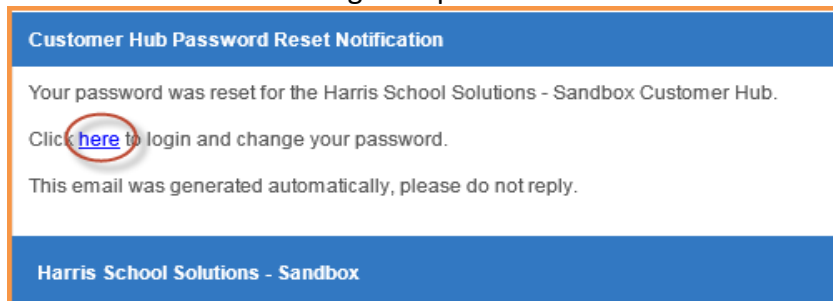 Customer Hub Password Reset Notification
Your password was reset for the Harris School Solutions - Sandbox Customer Hub.
Click here to login and change your password.
This email was generated automatically, please do not reply.
Harris School Solutions - Sandbox